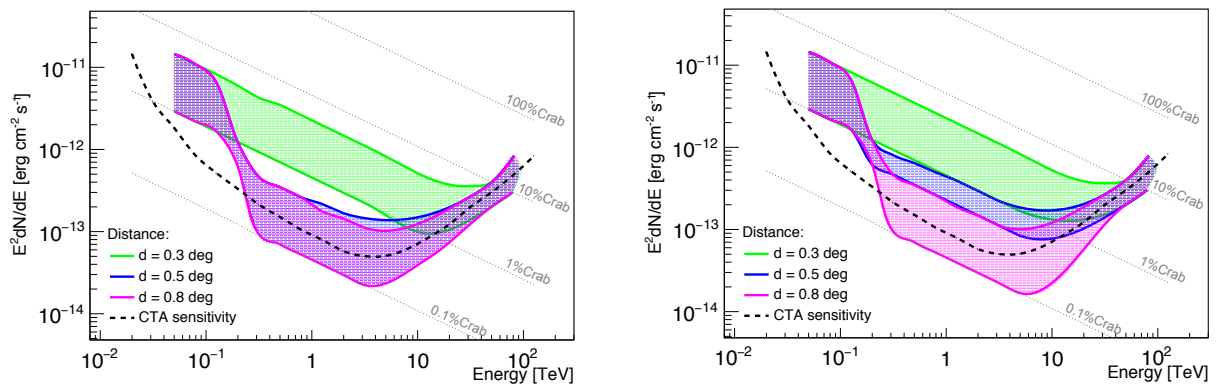 E²dN/dE [erg cm⁻² s⁻¹]
10⁻¹¹
10⁻¹²
10⁻¹³
10⁻¹⁴
100%Crab
10%Crab
1%Crab
0.1%Crab
Distance:
d = 0.3 deg
d = 0.5 deg
d = 0.8 deg
CTA sensitivity
10⁻² 10⁻¹ 1 10 10²
Energy [TeV]
E²dN/dE [erg cm⁻² s⁻¹]
10⁻¹¹
10⁻¹²
10⁻¹³
10⁻¹⁴
100%Crab
10%Crab
1%Crab
0.1%Crab
Distance:
d = 0.3 deg
d = 0.5 deg
d = 0.8 deg
CTA sensitivity
10⁻² 10⁻¹ 1 10 10²
Energy [TeV]